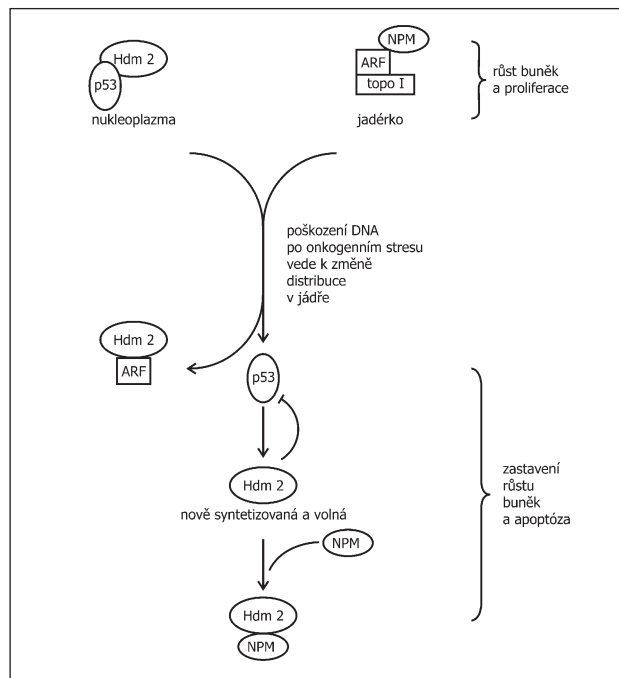 Hdm 2
p53
nukleoplazma
NPM
ARF
topo I
jadérko
růst buněk
a proliferace
poškození DNA
po onkogenním stresu
vede k změně
distribuce
v jádře
Hdm 2
ARF
p53
Hdm 2
nově syntetizovaná a volná
NPM
Hdm 2
NPM
zastavení
růstu
buněk
a apoptóza